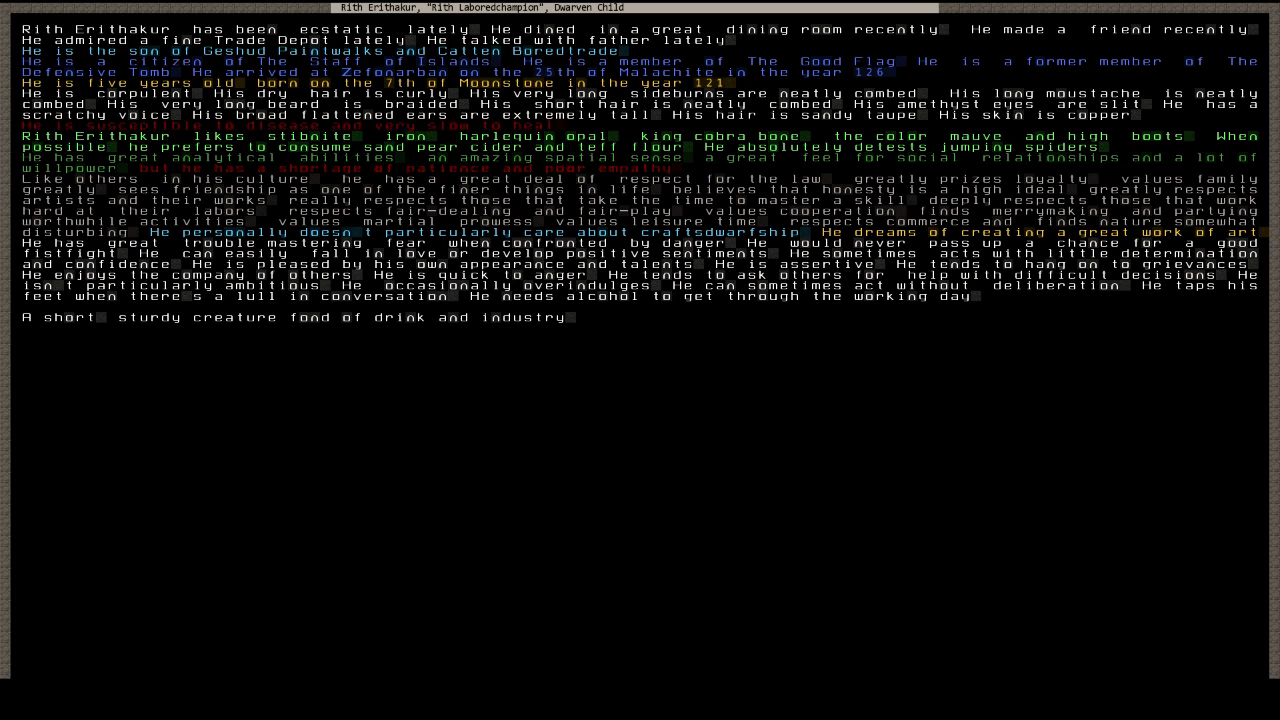 Rith Erithakur, "Rith Laboredchampion", Dwarven Child
Rith Erithakur has been ecstatic lately He dined in a great dining room recently He made a friend recently
He admired a fine Trade Depot lately He talked with father lately
He is the son of Geshud Paintwalks and Catten Boredtrade
He is a citizen of The Staff of Islands He is a member of The Good Flag He is a former member of The
Defensive Tomb He arrived at Zefonarban on the 25th of Malachite in the year 126
He is five years old born on the 7th of Moonstone in the year 121
He is corpulent His dry hair is curly His very long sideburns are neatly combed His long moustache is neatly
combed His very long beard is braided His short hair is neatly combed His amethyst eyes are slit He has a
scratchy voice His broad flattened ears are extremely tall His hair is sandy taupe His skin is copper
He is susceptible to disease and very slow to heal
Rith Erithakur likes stibnite iron harlequin opal king cobra bone the color mauve and high boots When
possible he prefers to consume sand pear cider and teff flour He absolutely detests jumping spiders
He has great analytical abilities an amazing spatial sense a great feel for social relationships and a lot of
willpower but he has a shortage of patience and poor empathy
Like others in his culture he has a great deal of respect for the law greatly prizes loyalty values family
greatly sees friendship as one of the finer things in life believes that honesty is a high ideal greatly respects
artists and their works really respects those that take the time to master a skill deeply respects those that work
hard at their labors respects fair-dealing and fair-play values cooperation finds merrymaking and partying
worthwhile activities values martial prowess values leisure time respects commerce and finds nature somewhat
disturbing He personally doesn t particularly care about craftsdwarfship He dreams of creating a great work of art
He has great trouble mastering fear when confronted by danger He would never pass up a chance for a good
fistfight He can easily fall in love or develop positive sentiments He sometimes acts with little determination
and confidence He is pleased by his own appearance and talents He is assertive He tends to hang on to grievances
He enjoys the company of others He is quick to anger He tends to ask others for help with difficult decisions He
isn t particularly ambitious He occasionally overindulges He can sometimes act without deliberation He taps his
feet when there s a lull in conversation He needs alcohol to get through the working day
A short sturdy creature fond of drink and industry